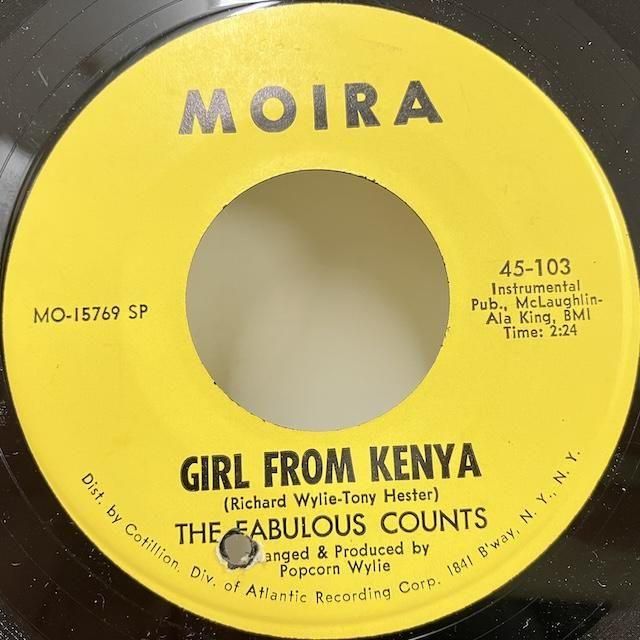 MOIRA
45-103
Instrumental
Pub., McLaughlin-
Ala King, BMI
Time: 2:24
MO-15769 SP
GIRL FROM KENYA
(Richard Wylie-Tony Hester)
THE FABULOUS COUNTS
anged & Produced by
Popcorn Wylie
Dist. by Cotillion, Div. of Atlantic Recording Corp. 1841 B'way, N. Y., N. Y.